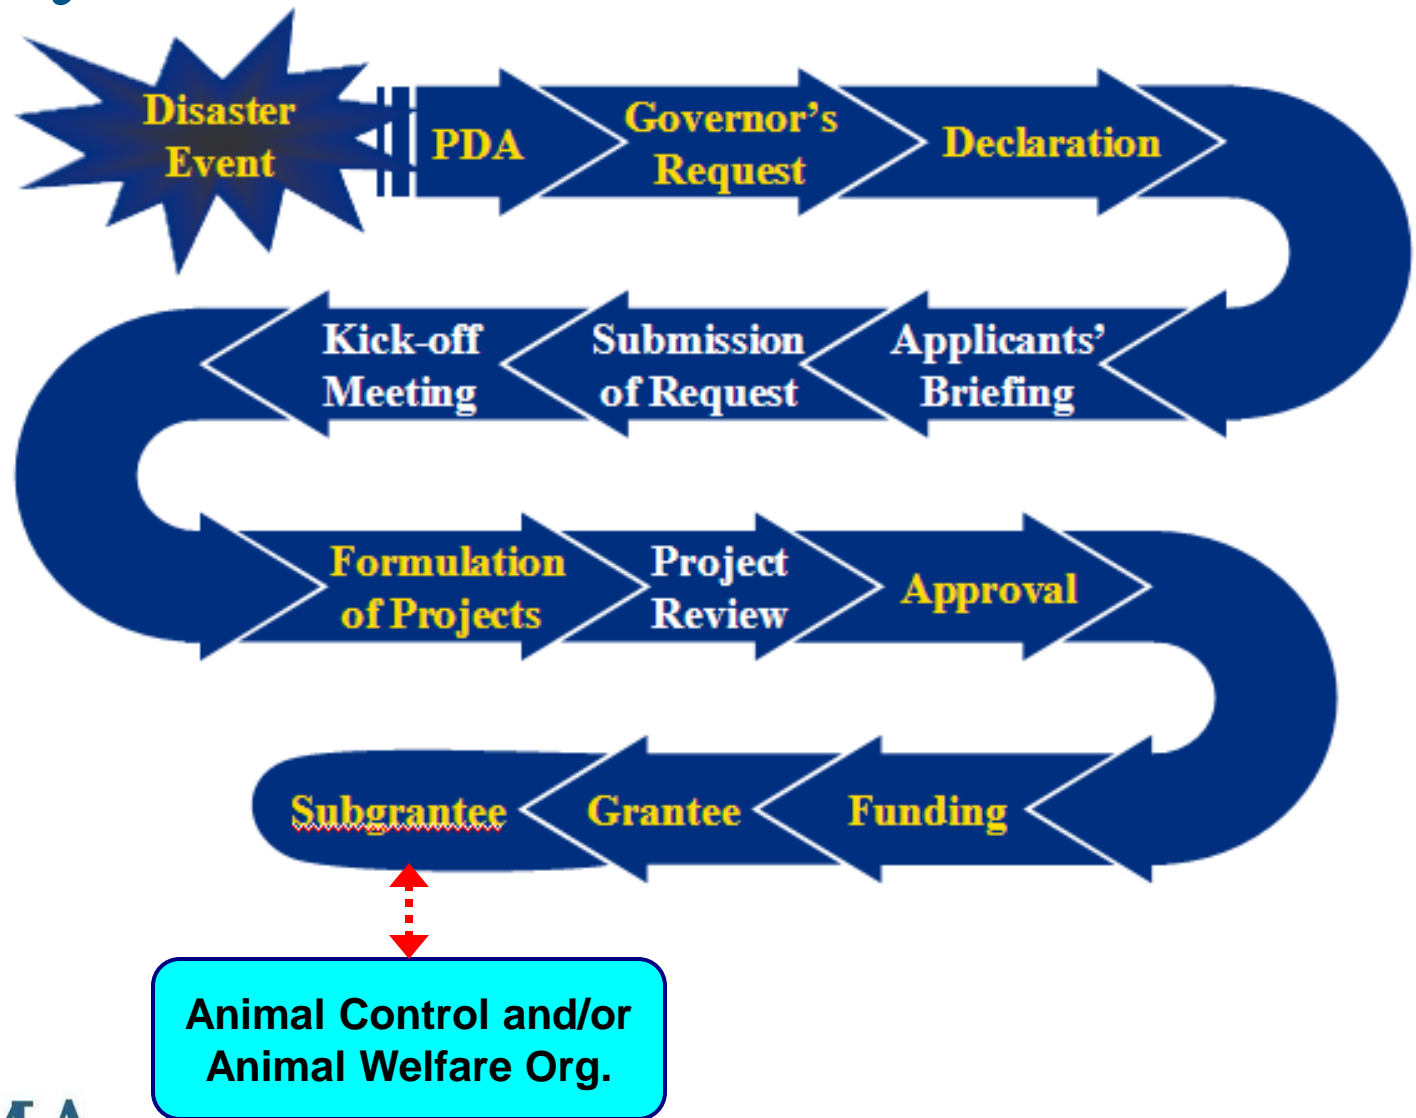 Disaster
Event
PDA
Governor's
Request
Declaration
Kick-off
Meeting
Submission
of Request
Applicants'
Briefing
Formulation
of Projects
Project
Review
Approval
Subgrantee
Grantee
Funding
Animal Control and/or
Animal Welfare Org.